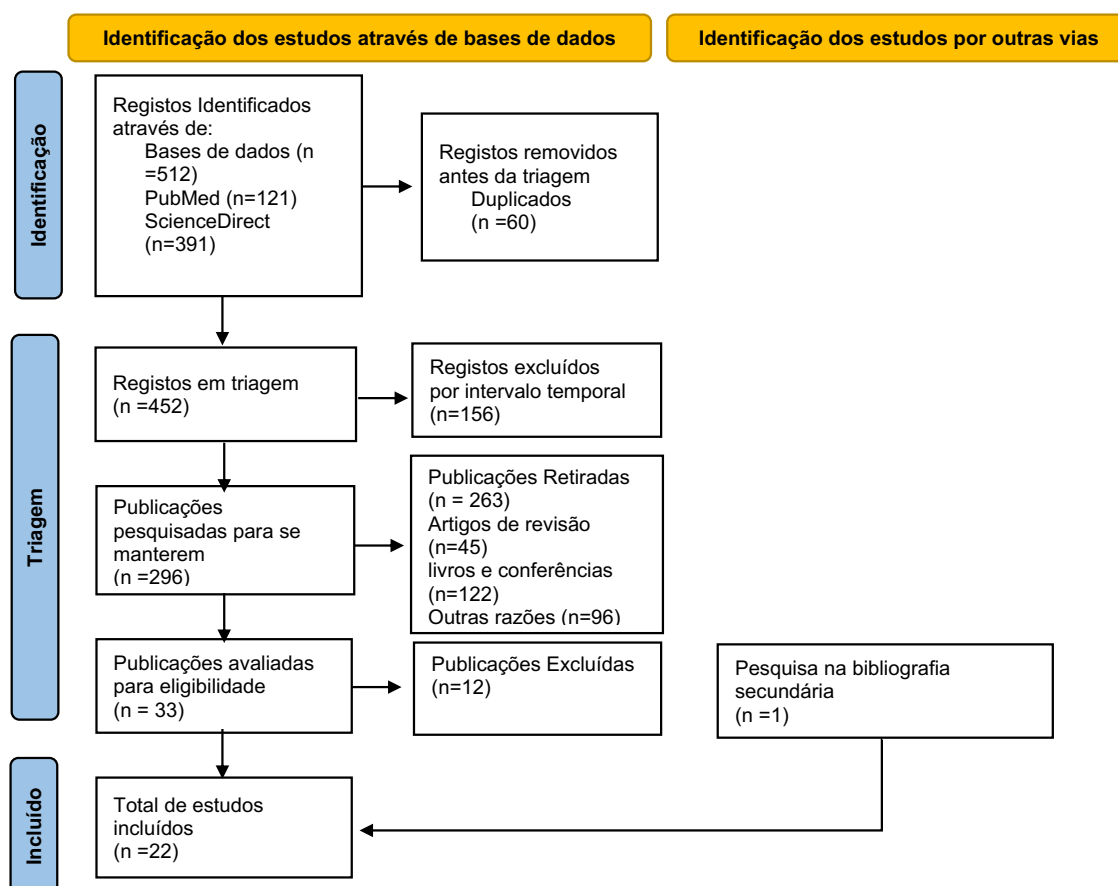 Identificação dos estudos através de bases de dados
Identificação dos estudos por outras vias
Identificação
Registos Identificados
através de:
Bases de dados (n
=512)
PubMed (n=121)
ScienceDirect
(n=391)
Registos removidos
antes da triagem
Duplicados
(n =60)
Triagem
Registos em triagem
(n =452)
Registos excluídos
por intervalo temporal
(n=156)
Publicações
pesquisadas para se
manterem
(n =296)
Publicações Retiradas
(n = 263)
Artigos de revisão
(n=45)
livros e conferências
(n=122)
Outras razões (n=96)
Publicações avaliadas
para eligibilidade
(n = 33)
Publicações Excluídas
(n=12)
Pesquisa na bibliografia
secundária
(n =1)
Incluído
Total de estudos
incluídos
(n =22)